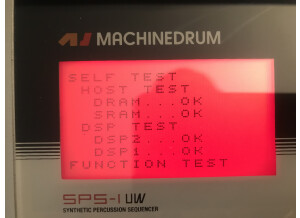 MACHINEDRUM
SELF TEST
HOST TEST
DRAM...OK
SRAM...OK
DSP TEST
DSP2...OK
DSP1...OK
FUNCTION TEST
SPS-1 UW
SYNTHETIC PERCUSSION SEQUENCER